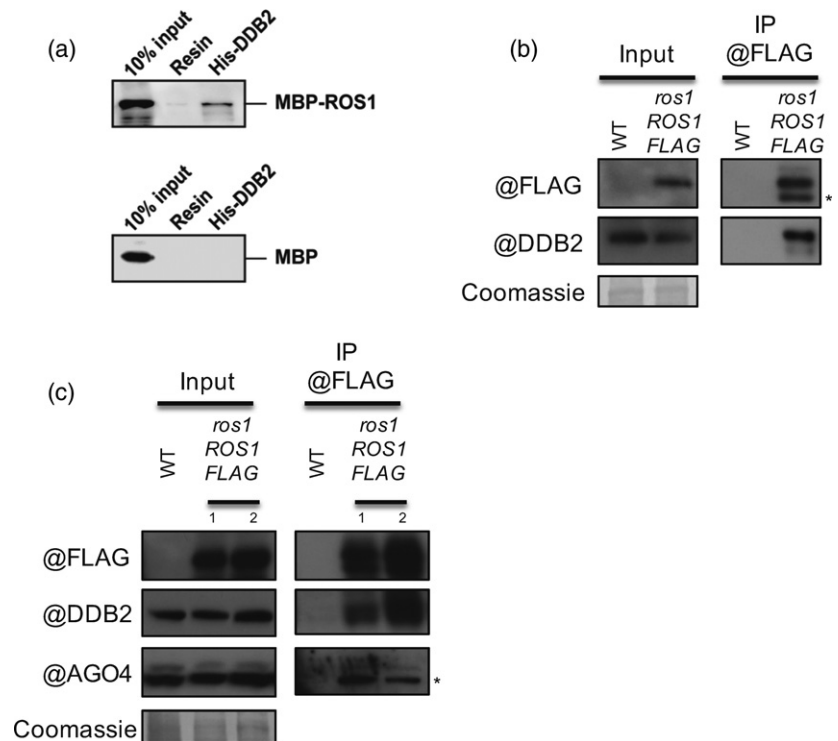 (a)
10% input
Resin
His-DDB2
MBP-ROS1
10% input
Resin
His-DDB2
MBP
(b)
Input
IP
@FLAG
WT
ros1
ROS1
FLAG
WT
ros1
ROS1
FLAG
@FLAG
*
@DDB2
Coomassie
(c)
Input
IP
@FLAG
WT
ros1
ROS1
FLAG
WT
ros1
ROS1
FLAG
1 2
1 2
@FLAG
@DDB2
@AGO4
*
Coomassie